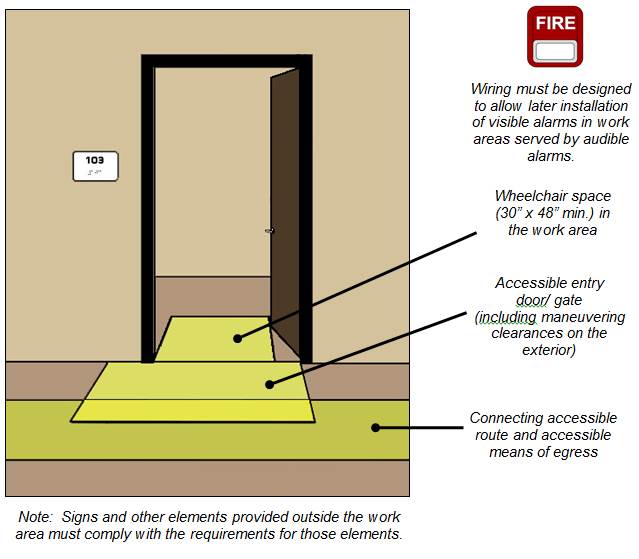 FIRE
Wiring must be designed
to allow later installation
of visible alarms in work
areas served by audible
alarms.
103
Wheelchair space
(30" x 48" min.) in
the work area
Accessible entry
door/ gate
(including maneuvering
clearances on the
exterior)
Connecting accessible
route and accessible
means of egress
Note:  Signs and other elements provided outside the work
area must comply with the requirements for those elements.